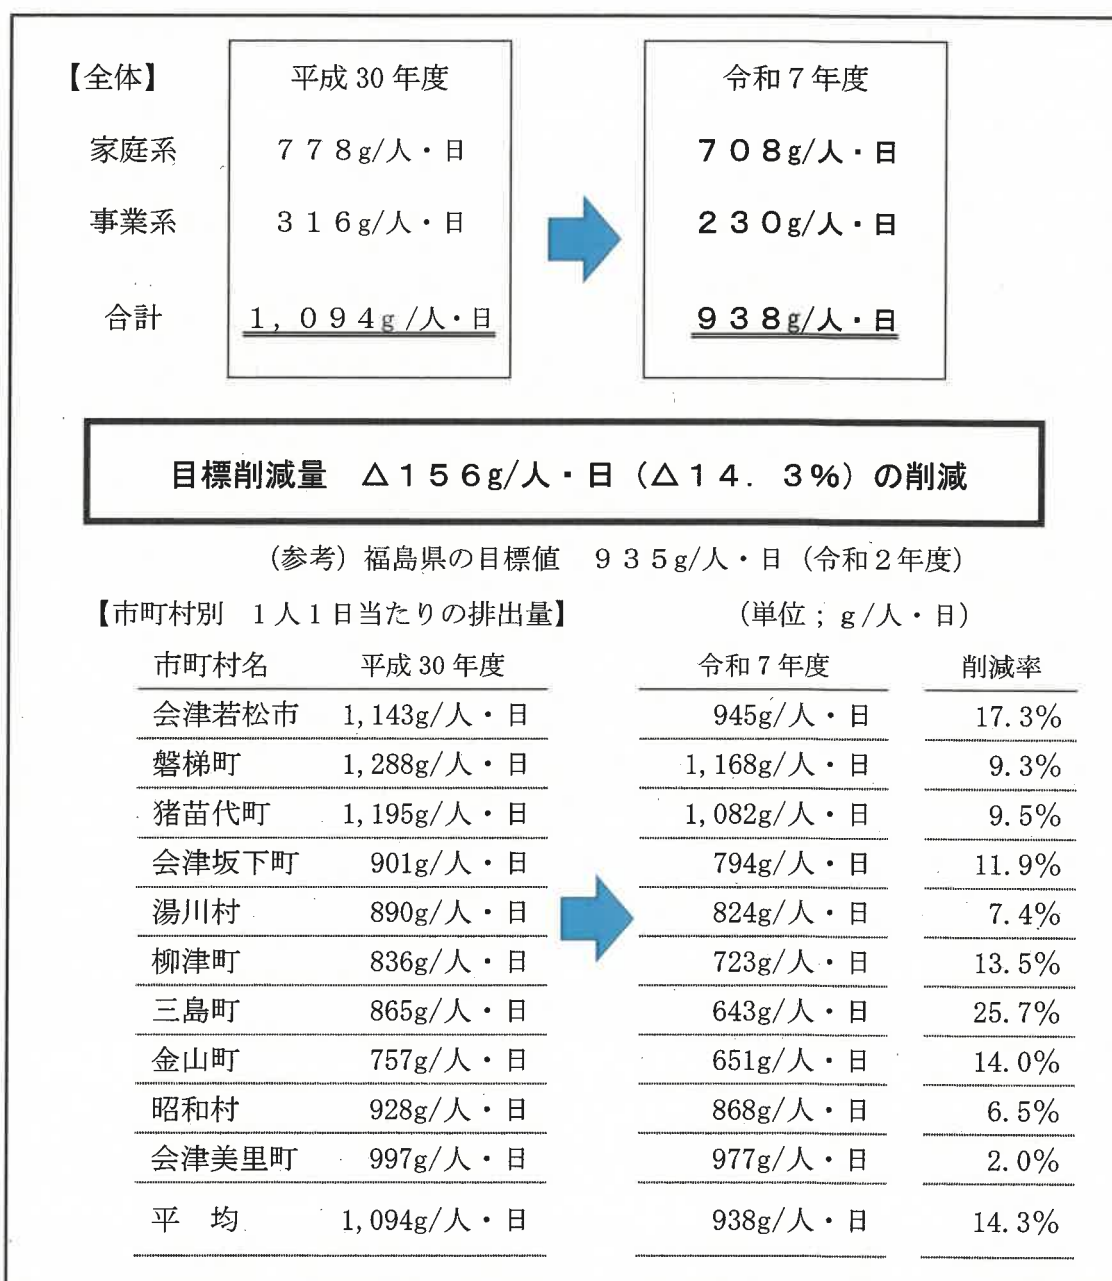 【全体】 平成 30 年度 令和 7 年度
家庭系 778g/人・日 708g/人・日
事業系 316g/人・日 230g/人・日
合計 1,094g/人・日 938g/人・日
目標削減量 △156g/人・日(△14.3%)の削減
(参考)福島県の目標値 935g/人・日(令和2年度)
【市町村別 1人1日当たりの排出量】 (単位;g/人・日)
市町村名 平成 30 年度 令和 7 年度 削減率
会津若松市 1,143g/人・日 945g/人・日 17.3%
磐梯町 1,288g/人・日 1,168g/人・日 9.3%
猪苗代町 1,195g/人・日 1,082g/人・日 9.5%
会津坂下町 901g/人・日 794g/人・日 11.9%
湯川村 890g/人・日 824g/人・日 7.4%
柳津町 836g/人・日 723g/人・日 13.5%
三島町 865g/人・日 643g/人・日 25.7%
金山町 757g/人・日 651g/人・日 14.0%
昭和村 928g/人・日 868g/人・日 6.5%
会津美里町 997g/人・日 977g/人・日 2.0%
平 均 1,094g/人・日 938g/人・日 14.3%